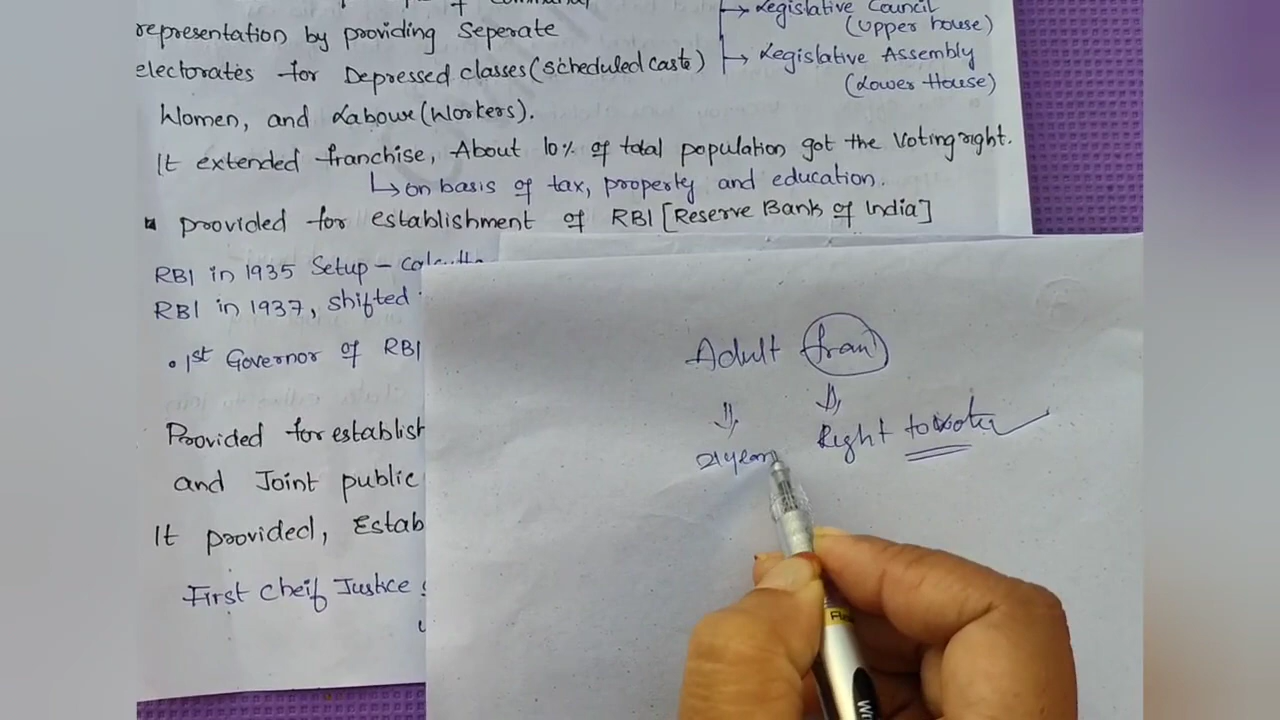 representation by providing Seperate
electorates for Depressed classes (Scheduled caste)
Women, and Labour (Workers).
Legislative Council
(Upper house)
Legislative Assembly
(Lower House)
It extended franchise, About 10% of total population got the Voting right.
on basis of tax, property and education.
provided for establishment of RBI [Reserve Bank of India]
RBI in 1935 Setup - Calcutta
RBI in 1937, shifted
1st Governor of RBI
Provided for establish
and Joint public
It provided, Estab
First Cheif Justice
Adult fran
21 years
Right to vote